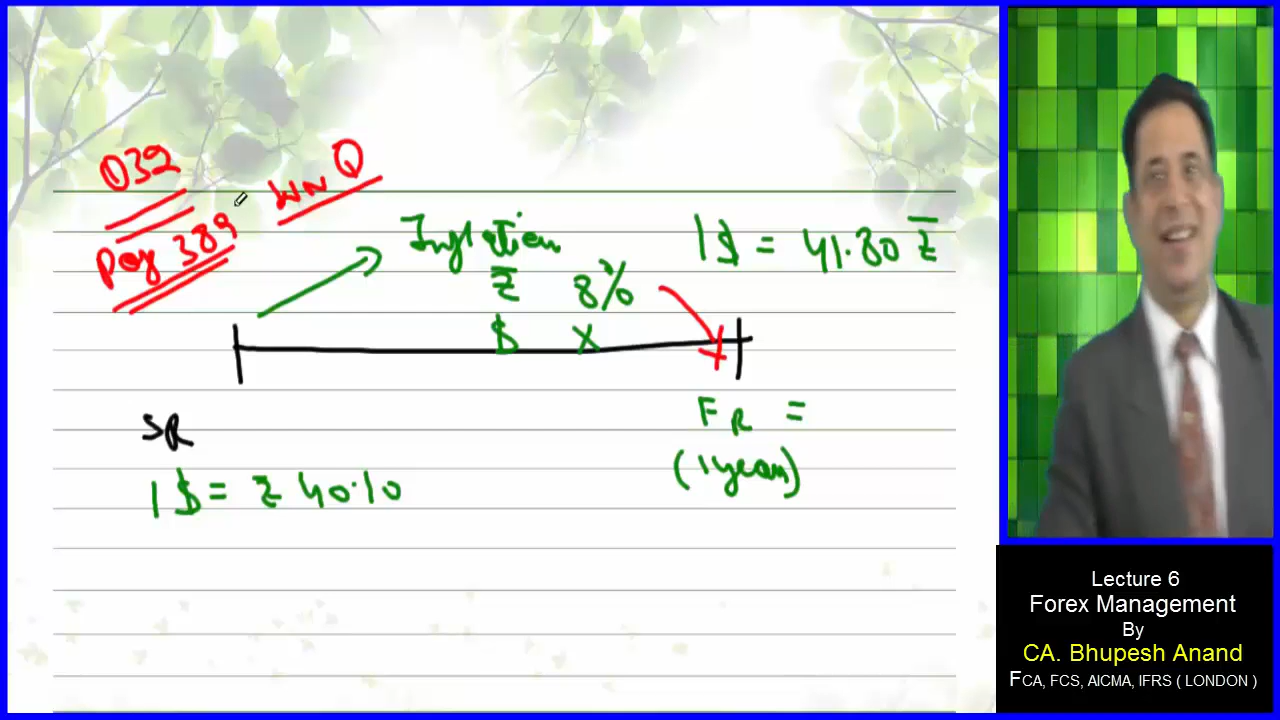 Q32
Pay 389
WN Q
Inflation
₹ 8%
$ X
1$ = 41.80 ₹
SR
1$ = ₹ 40.10
FR =
(1 year)
Lecture 6
Forex Management
By
CA. Bhupesh Anand
FCA, FCS, AICMA, IFRS ( LONDON )